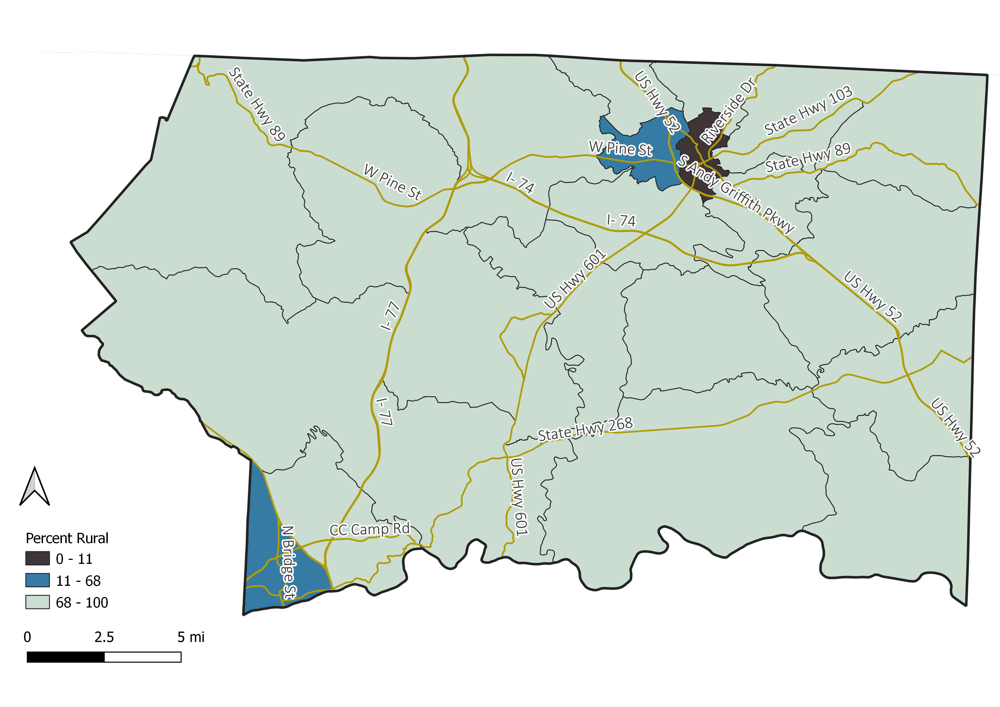 State Hwy 89
US Hwy 52
Riverside Dr
State Hwy 103
W Pine St
State Hwy 89
W Pine St
I- 74
S Andy Griffith Pkwy
I- 74
US Hwy 601
US Hwy 52
I- 77
I- 77
State Hwy 268
US Hwy 52
US Hwy 601
CC Camp Rd
N Bridge St
Percent Rural
0 - 11
11 - 68
68 - 100
0 2.5 5 mi